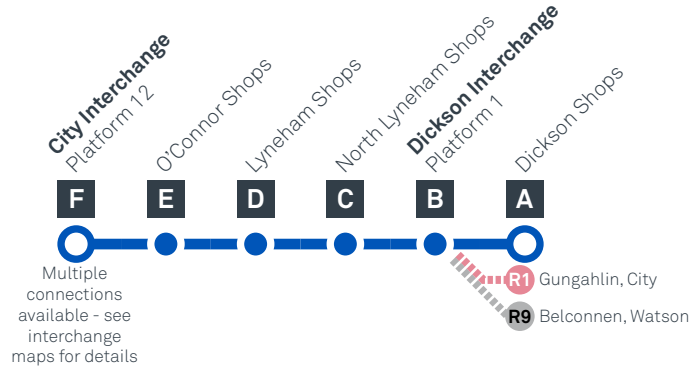 City Interchange
Platform 12
O'Connor Shops
Lyneham Shops
North Lyneham Shops
Dickson Interchange
Platform 1
Dickson Shops
F
E
D
C
B
A
Multiple
connections
available - see
interchange
maps for details
R1 Gungahlin, City
R9 Belconnen, Watson